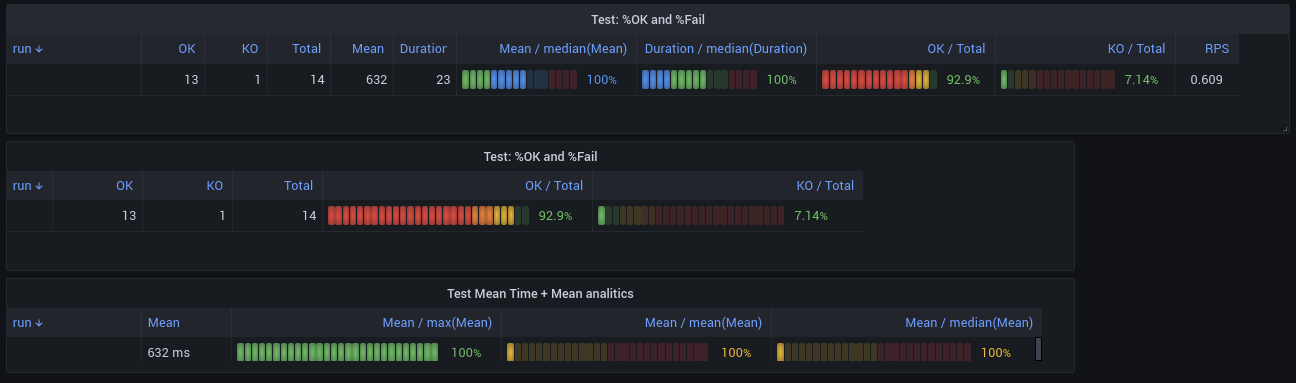 Test: %OK and %Fail
run ↓ OK KO Total Mean Duration Mean / median(Mean) Duration / median(Duration) OK / Total KO / Total RPS
13 1 14 632 23 100% 100% 92.9% 7.14% 0.609
Test: %OK and %Fail
run ↓ OK KO Total OK / Total KO / Total
13 1 14 92.9% 7.14%
Test Mean Time + Mean analitics
run ↓ Mean Mean / max(Mean) Mean / mean(Mean) Mean / median(Mean)
632 ms 100% 100% 100%